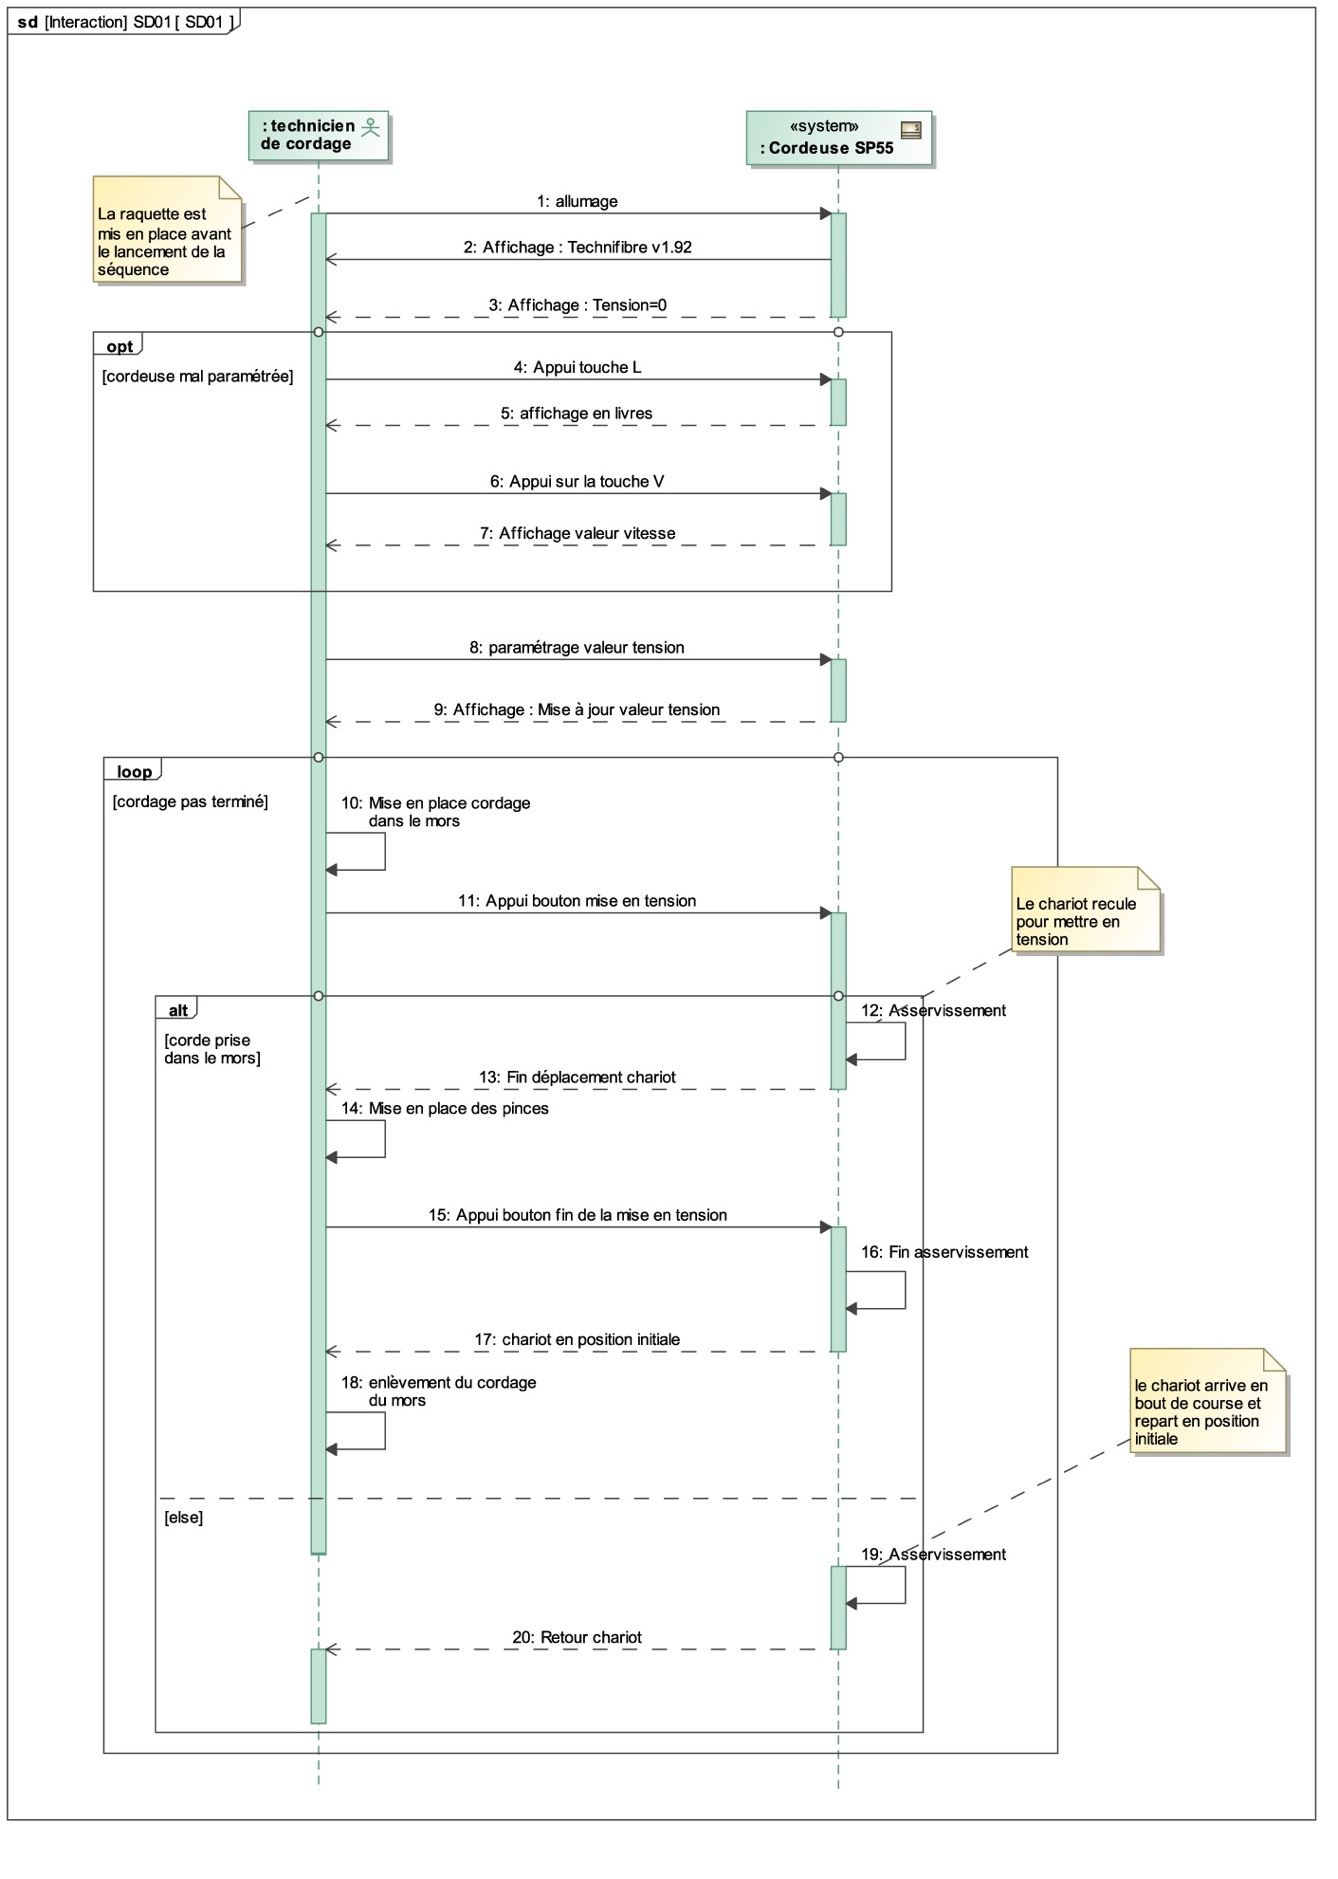 sd [Interaction] SD01 [ SD01 ]
: technicien
de cordage
«system»
: Cordeuse SP55
La raquette est
mis en place avant
le lancement de la
séquence
1: allumage
2: Affichage : Technifibre v1.92
3: Affichage : Tension=0
opt
[cordeuse mal paramétrée]
4: Appui touche L
5: affichage en livres
6: Appui sur la touche V
7: Affichage valeur vitesse
8: paramétrage valeur tension
9: Affichage : Mise à jour valeur tension
loop
[cordage pas terminé]
10: Mise en place cordage
dans le mors
11: Appui bouton mise en tension
Le chariot recule
pour mettre en
tension
alt
[corde prise
dans le mors]
12: Asservissement
13: Fin déplacement chariot
14: Mise en place des pinces
15: Appui bouton fin de la mise en tension
16: Fin asservissement
17: chariot en position initiale
18: enlèvement du cordage
du mors
le chariot arrive en
bout de course et
repart en position
initiale
[else]
19: Asservissement
20: Retour chariot